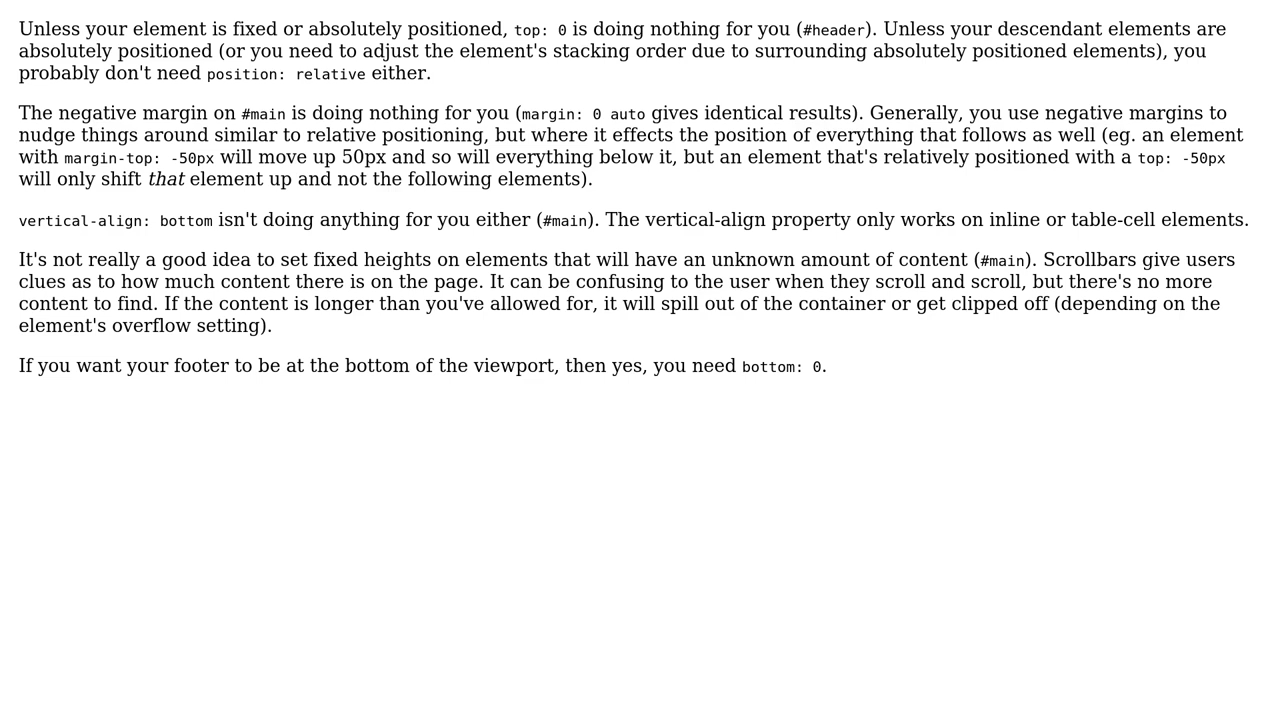 Unless your element is fixed or absolutely positioned, top: 0 is doing nothing for you (#header). Unless your descendant elements are
absolutely positioned (or you need to adjust the element's stacking order due to surrounding absolutely positioned elements), you
probably don't need position: relative either.
The negative margin on #main is doing nothing for you (margin: 0 auto gives identical results). Generally, you use negative margins to
nudge things around similar to relative positioning, but where it effects the position of everything that follows as well (eg. an element
with margin-top: -50px will move up 50px and so will everything below it, but an element that's relatively positioned with a top: -50px
will only shift that element up and not the following elements).
vertical-align: bottom isn't doing anything for you either (#main). The vertical-align property only works on inline or table-cell elements.
It's not really a good idea to set fixed heights on elements that will have an unknown amount of content (#main). Scrollbars give users
clues as to how much content there is on the page. It can be confusing to the user when they scroll and scroll, but there's no more
content to find. If the content is longer than you've allowed for, it will spill out of the container or get clipped off (depending on the
element's overflow setting).
If you want your footer to be at the bottom of the viewport, then yes, you need bottom: 0.